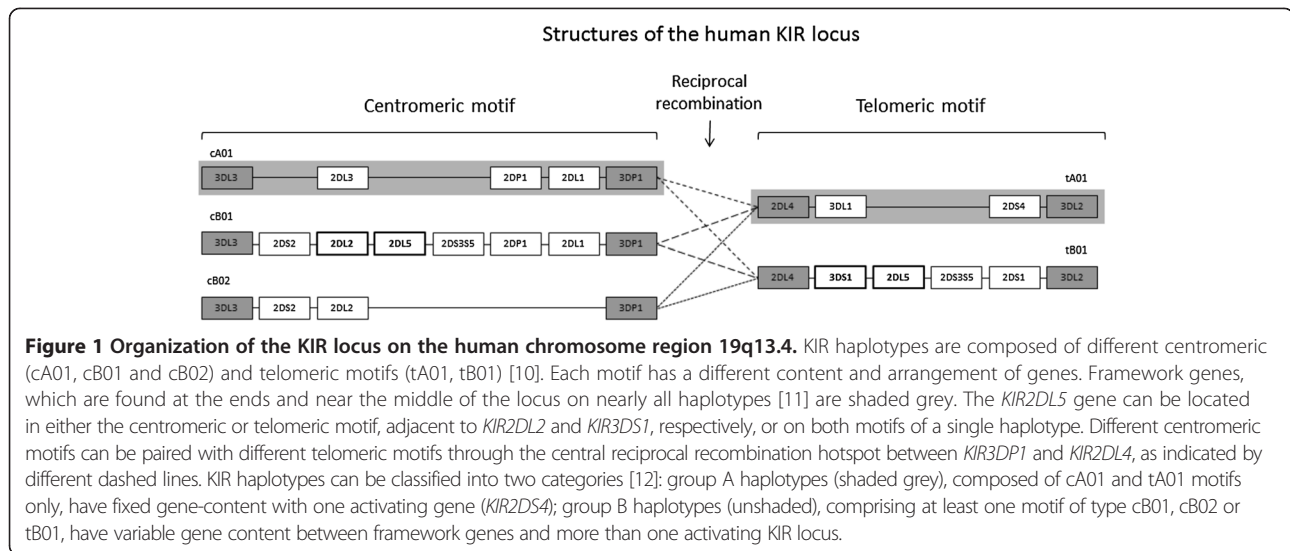 Structures of the human KIR locus
Reciprocal
recombination
Centromeric motif
Telomeric motif
cA01
3DL3 2DL3 2DP1 2DL1 3DP1
tA01
2DL4 3DL1 2DS4 3DL2
cB01
3DL3 2DS2 2DL2 2DL5 2DS3S5 2DP1 2DL1 3DP1
tB01
2DL4 3DS1 2DL5 2DS3S5 2DS1 3DL2
cB02
3DL3 2DS2 2DL2 3DP1
Figure 1 Organization of the KIR locus on the human chromosome region 19q13.4. KIR haplotypes are composed of different centromeric
(cA01, cB01 and cB02) and telomeric motifs (tA01, tB01) [10]. Each motif has a different content and arrangement of genes. Framework genes,
which are found at the ends and near the middle of the locus on nearly all haplotypes [11] are shaded grey. The KIR2DL5 gene can be located
in either the centromeric or telomeric motif, adjacent to KIR2DL2 and KIR3DS1, respectively, or on both motifs of a single haplotype. Different centromeric
motifs can be paired with different telomeric motifs through the central reciprocal recombination hotspot between KIR3DP1 and KIR2DL4, as indicated by
different dashed lines. KIR haplotypes can be classified into two categories [12]: group A haplotypes (shaded grey), composed of cA01 and tA01 motifs
only, have fixed gene-content with one activating gene (KIR2DS4); group B haplotypes (unshaded), comprising at least one motif of type cB01, cB02 or
tB01, have variable gene content between framework genes and more than one activating KIR locus.